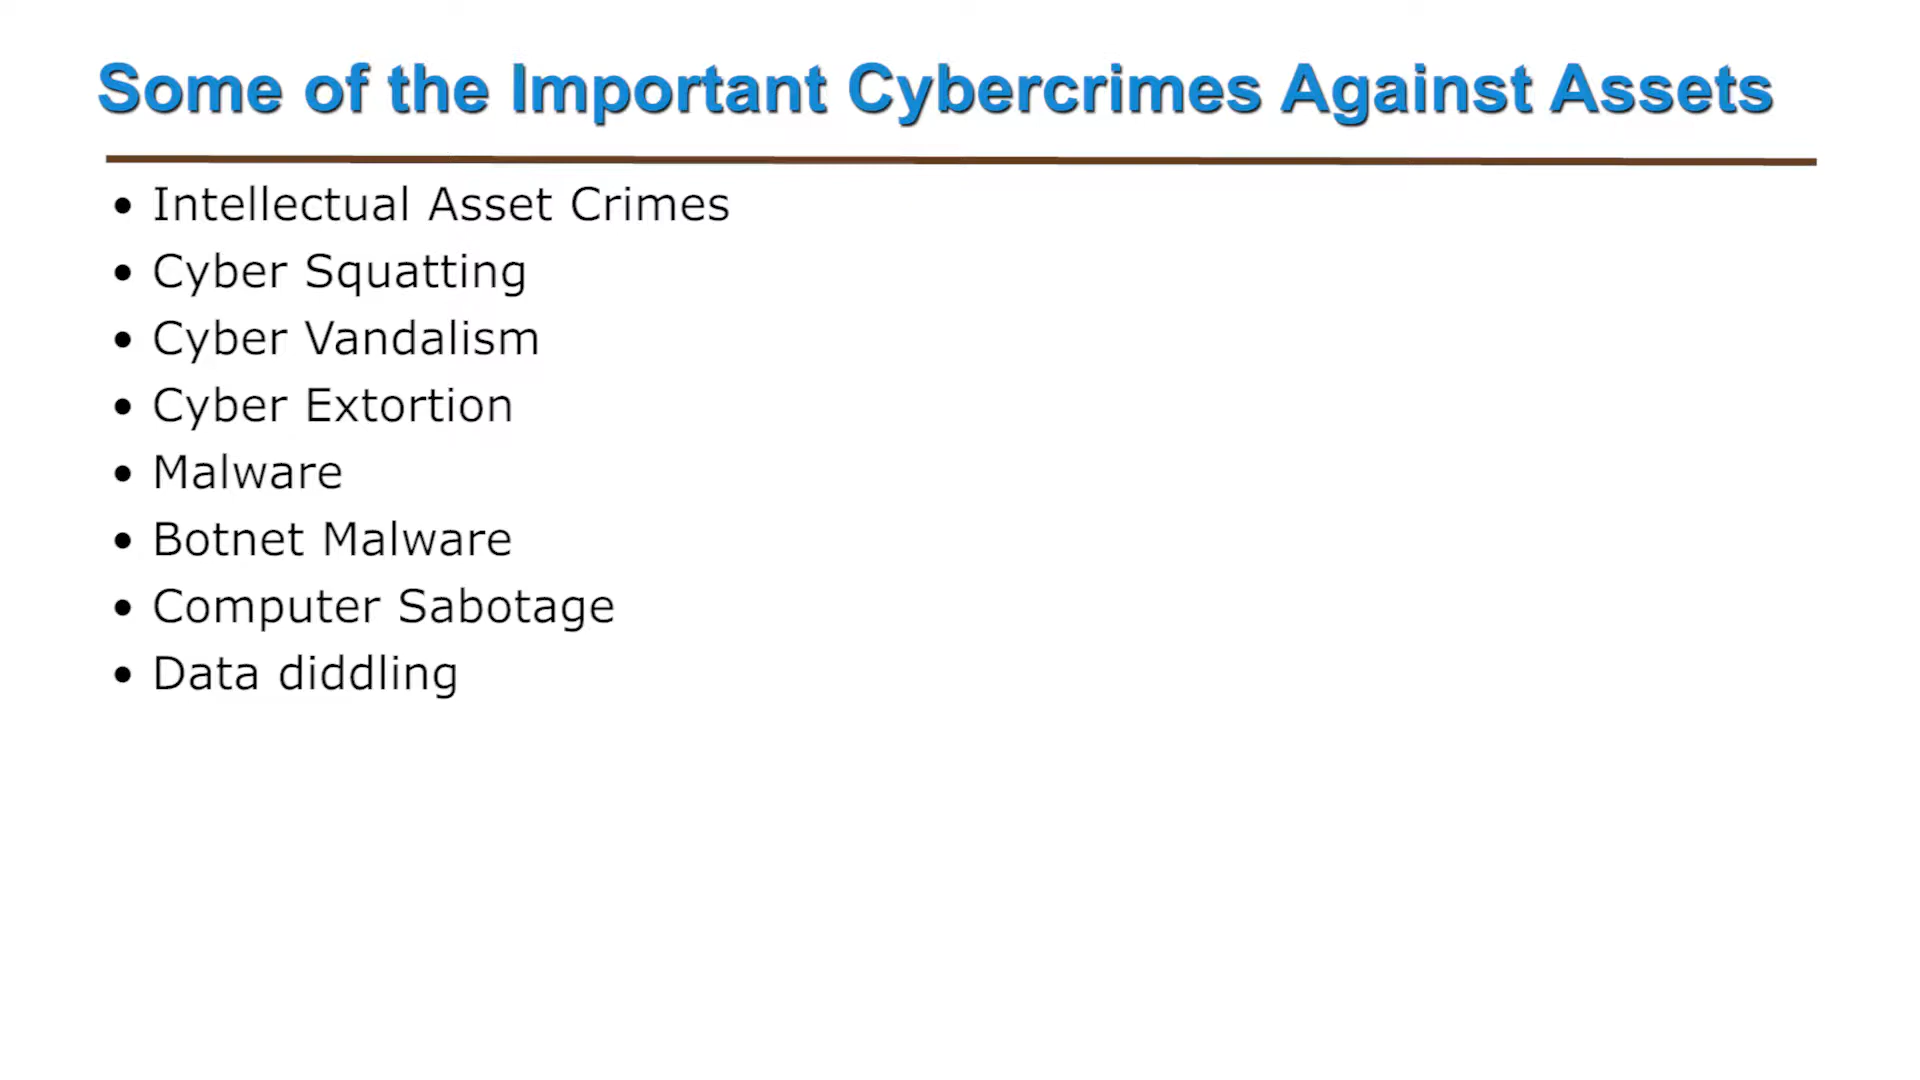 Some of the Important Cybercrimes Against Assets
• Intellectual Asset Crimes
• Cyber Squatting
• Cyber Vandalism
• Cyber Extortion
• Malware
• Botnet Malware
• Computer Sabotage
• Data diddling